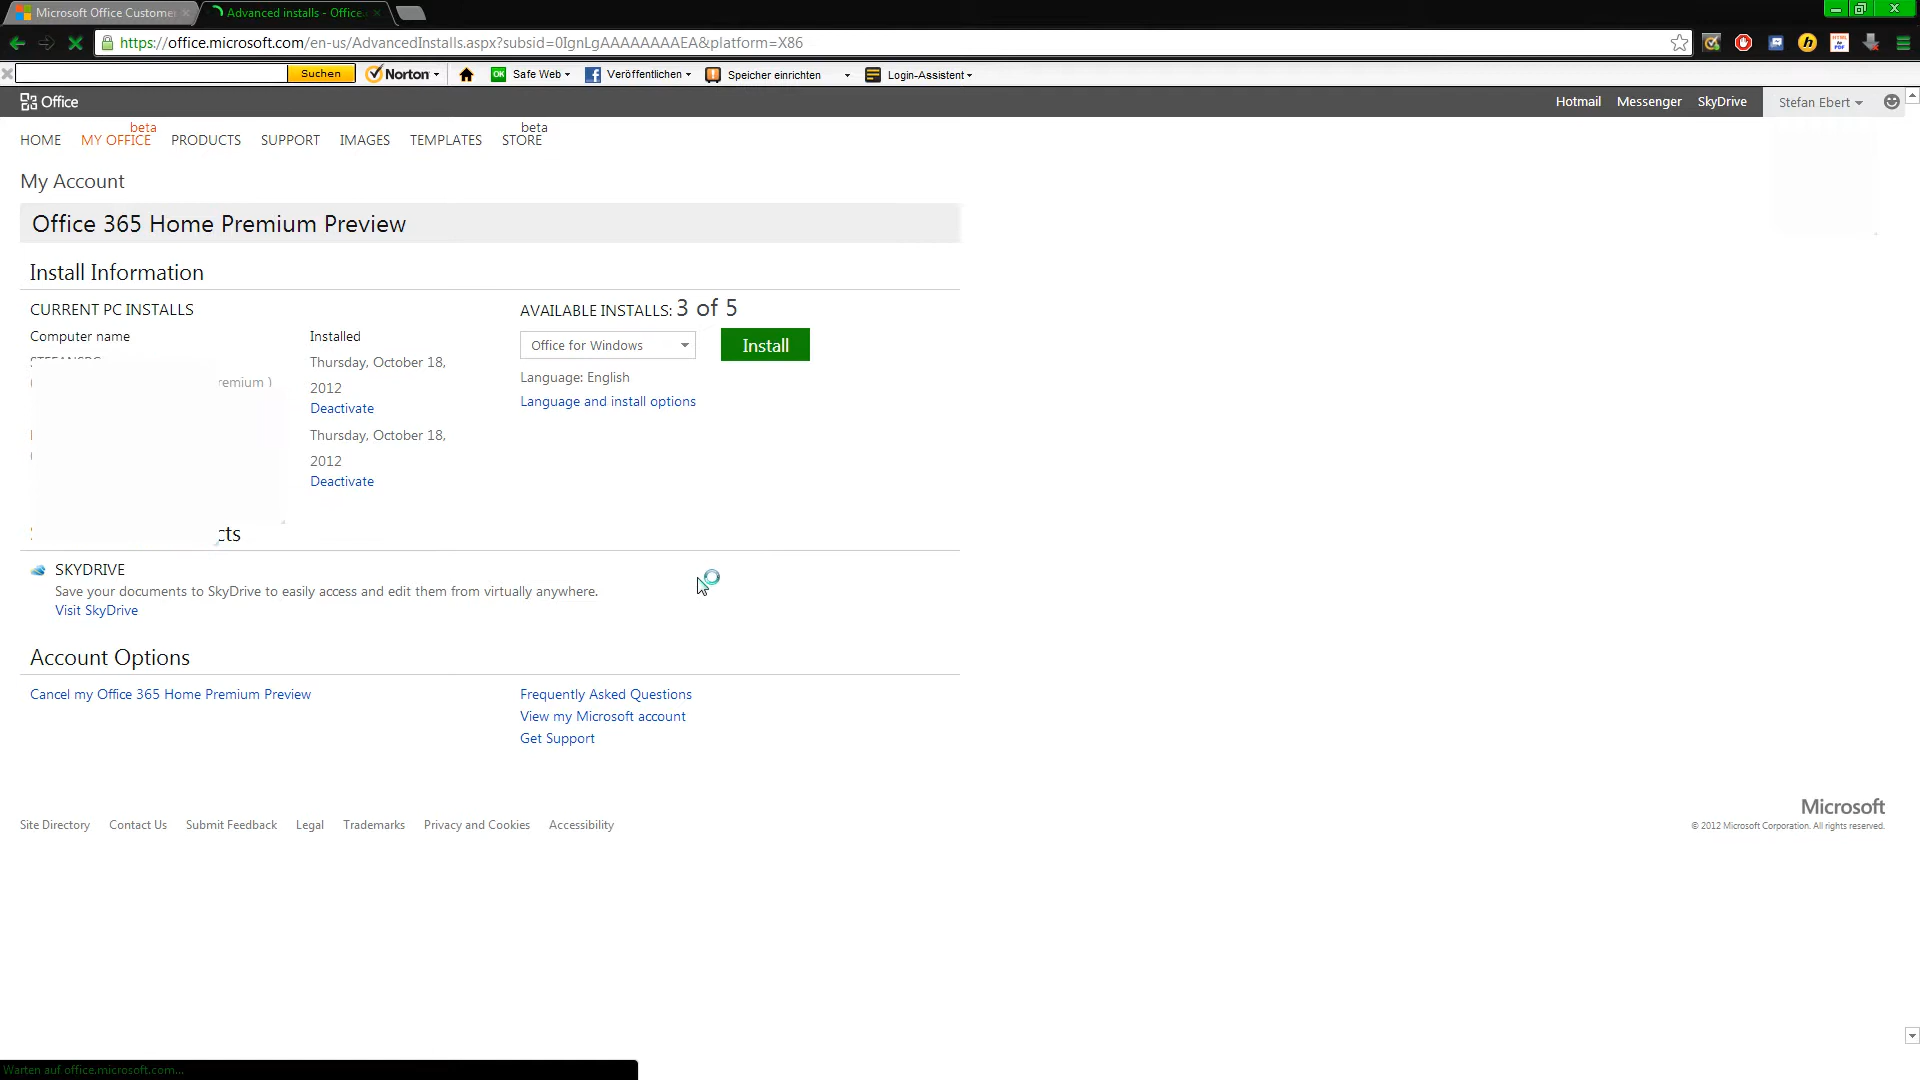 Microsoft Office Custome
Advanced installs - Office.
https://office.microsoft.com/en-us/AdvancedInstalls.aspx?subsid=0IgnLgAAAAAAAAEA&platform=X86
Suchen Norton Safe Web Veröffentlichen Speicher einrichten Login-Assistent
Office
Hotmail Messenger SkyDrive Stefan Ebert
beta beta
HOME MY OFFICE PRODUCTS SUPPORT IMAGES TEMPLATES STORE
My Account
Office 365 Home Premium Preview
Install Information
CURRENT PC INSTALLS
Computer name Installed
Thursday, October 18,
emium )
2012
Deactivate
Thursday, October 18,
2012
Deactivate
AVAILABLE INSTALLS: 3 of 5
Office for Windows Install
Language: English
Language and install options
cts
SKYDRIVE
Save your documents to SkyDrive to easily access and edit them from virtually anywhere.
Visit SkyDrive
Account Options
Cancel my Office 365 Home Premium Preview
Frequently Asked Questions
View my Microsoft account
Get Support
Microsoft
Site Directory Contact Us Submit Feedback Legal Trademarks Privacy and Cookies Accessibility
© 2012 Microsoft Corporation. All rights reserved.
Warten auf office.microsoft.com...